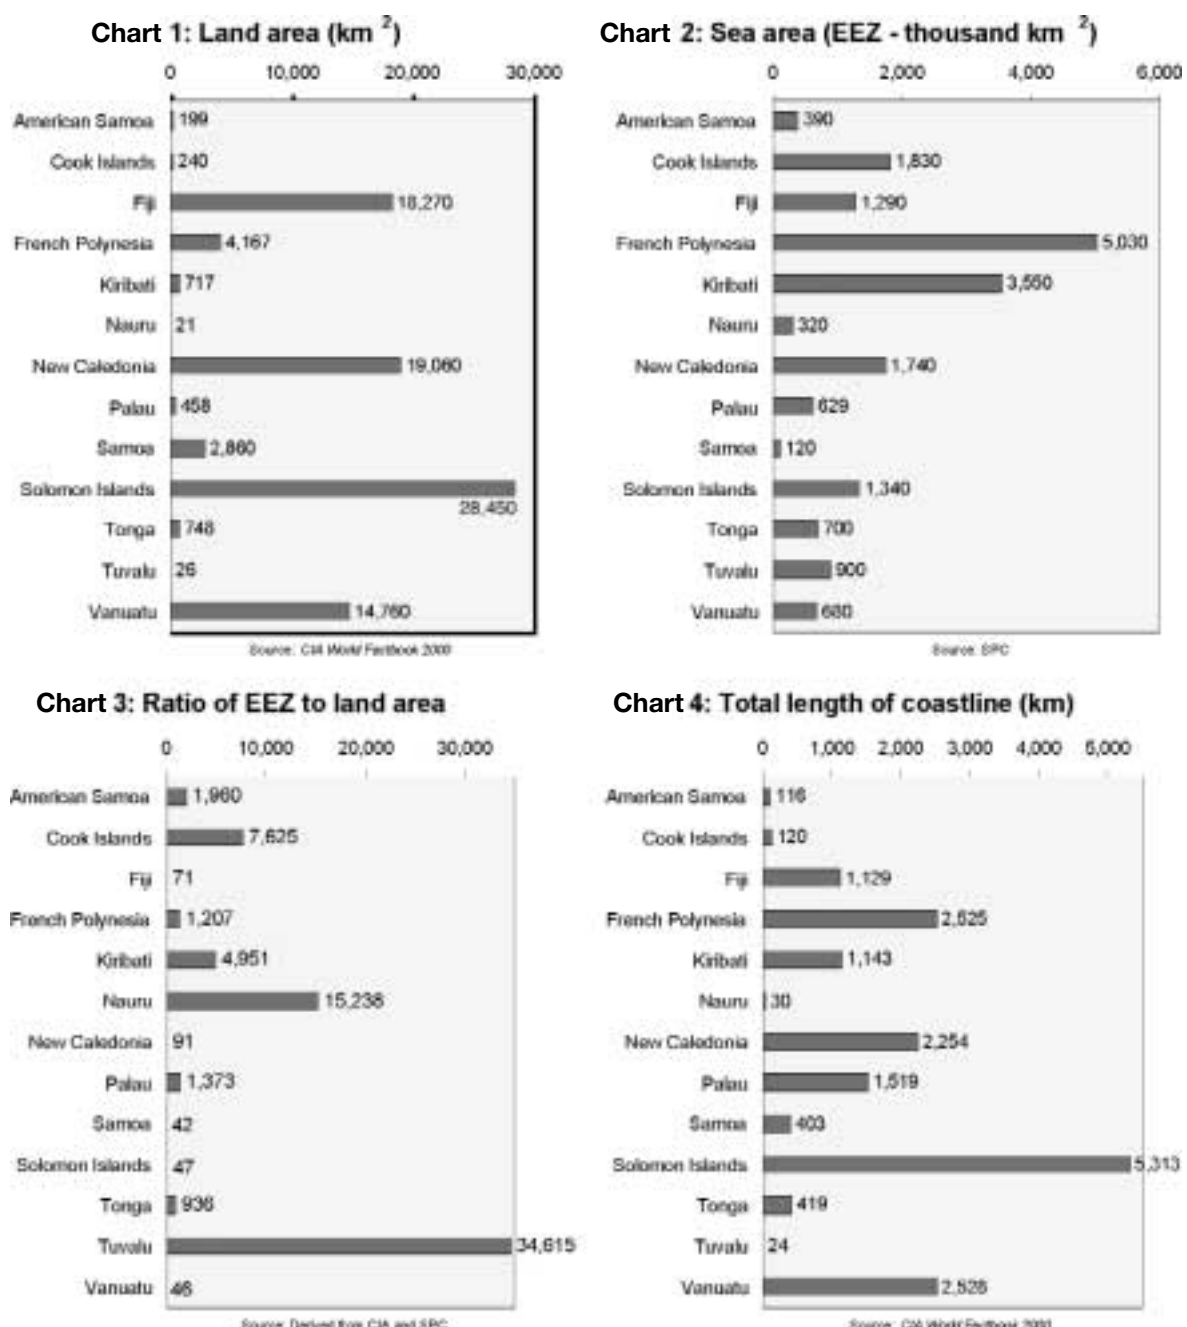 Chart 1: Land area (km 2)
0 10,000 20,000 30,000
American Samoa 199
Cook Islands 240
Fiji 18,270
French Polynesia 4,167
Kiribati 717
Nauru 21
New Caledonia 19,060
Palau 458
Samoa 2,860
Solomon Islands 28,450
Tonga 748
Tuvalu 26
Vanuatu 14,760
Source: CIA World Factbook 2000
Chart 2: Sea area (EEZ - thousand km 2)
0 2,000 4,000 6,000
American Samoa 390
Cook Islands 1,830
Fiji 1,290
French Polynesia 5,030
Kiribati 3,550
Nauru 320
New Caledonia 1,740
Palau 629
Samoa 120
Solomon Islands 1,340
Tonga 700
Tuvalu 900
Vanuatu 680
Source: SPC
Chart 3: Ratio of EEZ to land area
0 10,000 20,000 30,000
American Samoa 1,960
Cook Islands 7,625
Fiji 71
French Polynesia 1,207
Kiribati 4,951
Nauru 15,238
New Caledonia 91
Palau 1,373
Samoa 42
Solomon Islands 47
Tonga 936
Tuvalu 34,615
Vanuatu 46
Source: Derived from CIA and SPC
Chart 4: Total length of coastline (km)
0 1,000 2,000 3,000 4,000 5,000
American Samoa 116
Cook Islands 120
Fiji 1,129
French Polynesia 2,525
Kiribati 1,143
Nauru 30
New Caledonia 2,254
Palau 1,519
Samoa 403
Solomon Islands 5,313
Tonga 419
Tuvalu 24
Vanuatu 2,528
Source: CIA World Factbook 2000